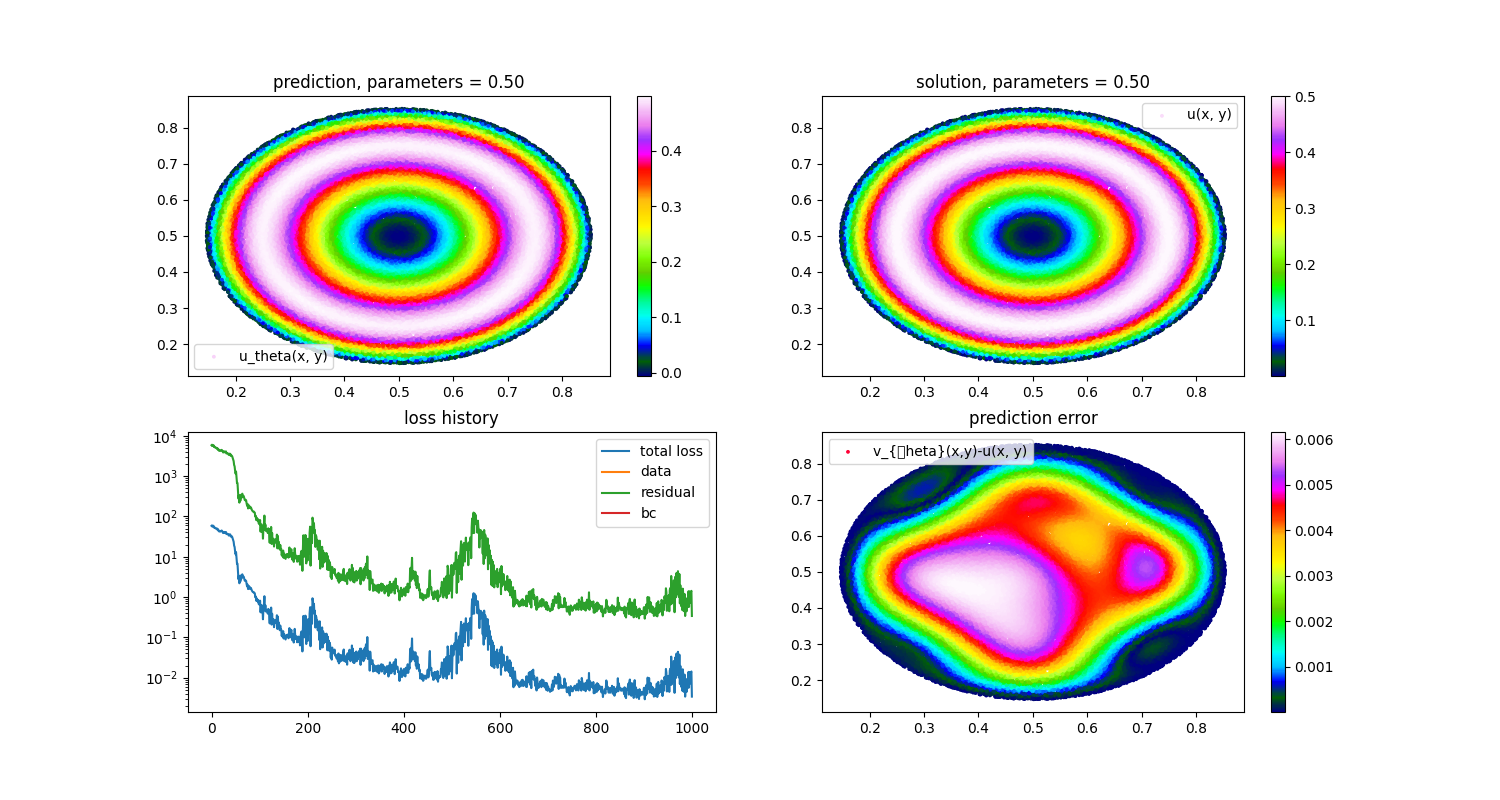 prediction, parameters = 0.50
0.8
0.7
0.6
0.5
0.4
0.3
0.2
u_theta(x, y)
0.2 0.3 0.4 0.5 0.6 0.7 0.8
0.4
0.3
0.2
0.1
0.0
solution, parameters = 0.50
u(x, y)
0.8
0.7
0.6
0.5
0.4
0.3
0.2
0.2 0.3 0.4 0.5 0.6 0.7 0.8
0.5
0.4
0.3
0.2
0.1
loss history
10^4
10^3
10^2
10^1
10^0
10^−1
10^−2
total loss
data
residual
bc
0 200 400 600 800 1000
prediction error
v_{▯heta}(x,y)-u(x, y)
0.8
0.7
0.6
0.5
0.4
0.3
0.2
0.2 0.3 0.4 0.5 0.6 0.7 0.8
0.006
0.005
0.004
0.003
0.002
0.001